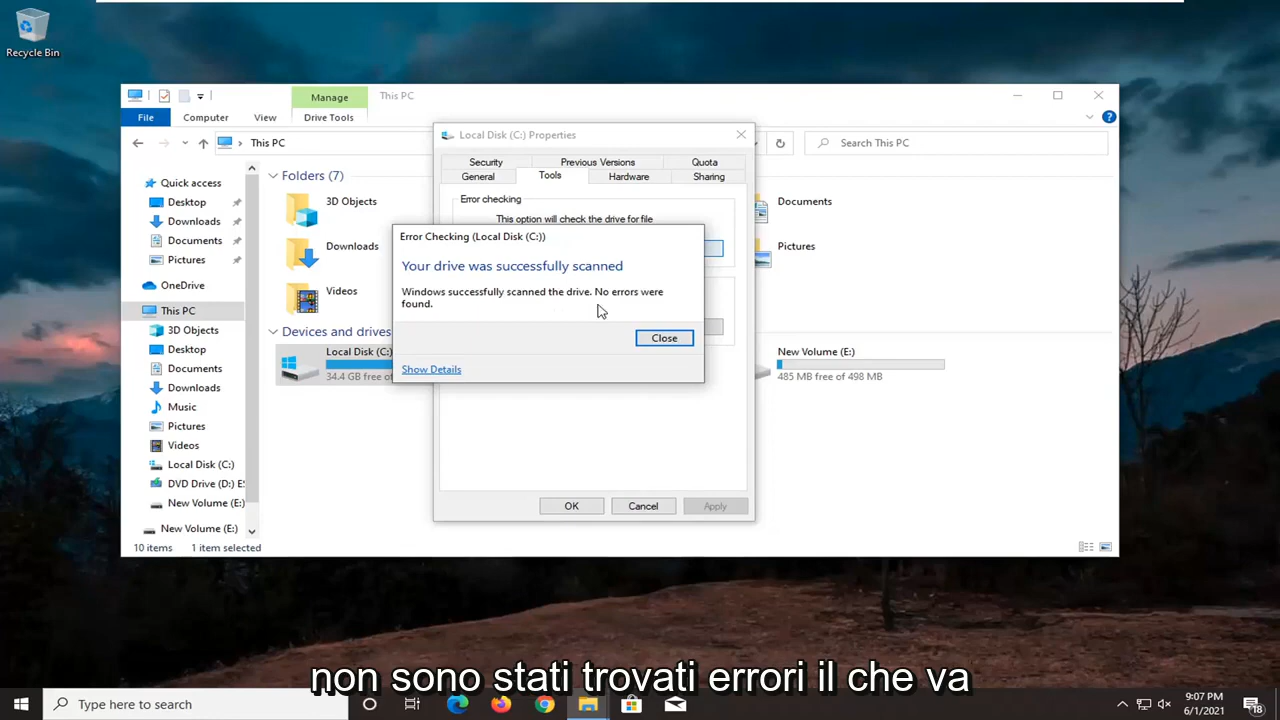 Recycle Bin
Manage
This PC
File
Computer
View
Drive Tools
This PC
Search This PC
Quick access
Desktop
Downloads
Documents
Pictures
OneDrive
This PC
3D Objects
Desktop
Documents
Downloads
Music
Pictures
Videos
Local Disk (C:)
DVD Drive (D:) E
New Volume (E:)
New Volume (E:)
10 items
1 item selected
Folders (7)
3D Objects
Downloads
Videos
Documents
Pictures
Devices and drives
Local Disk (C:)
34.4 GB free of
New Volume (E:)
485 MB free of 498 MB
Local Disk (C:) Properties
Security
Previous Versions
Quota
General
Tools
Hardware
Sharing
Error checking
This option will check the drive for file
Error Checking (Local Disk (C:))
Your drive was successfully scanned
Windows successfully scanned the drive. No errors were
found.
Close
Show Details
OK
Cancel
Apply
non sono stati trovati errori il che va
Type here to search
9:07 PM
6/1/2021
18